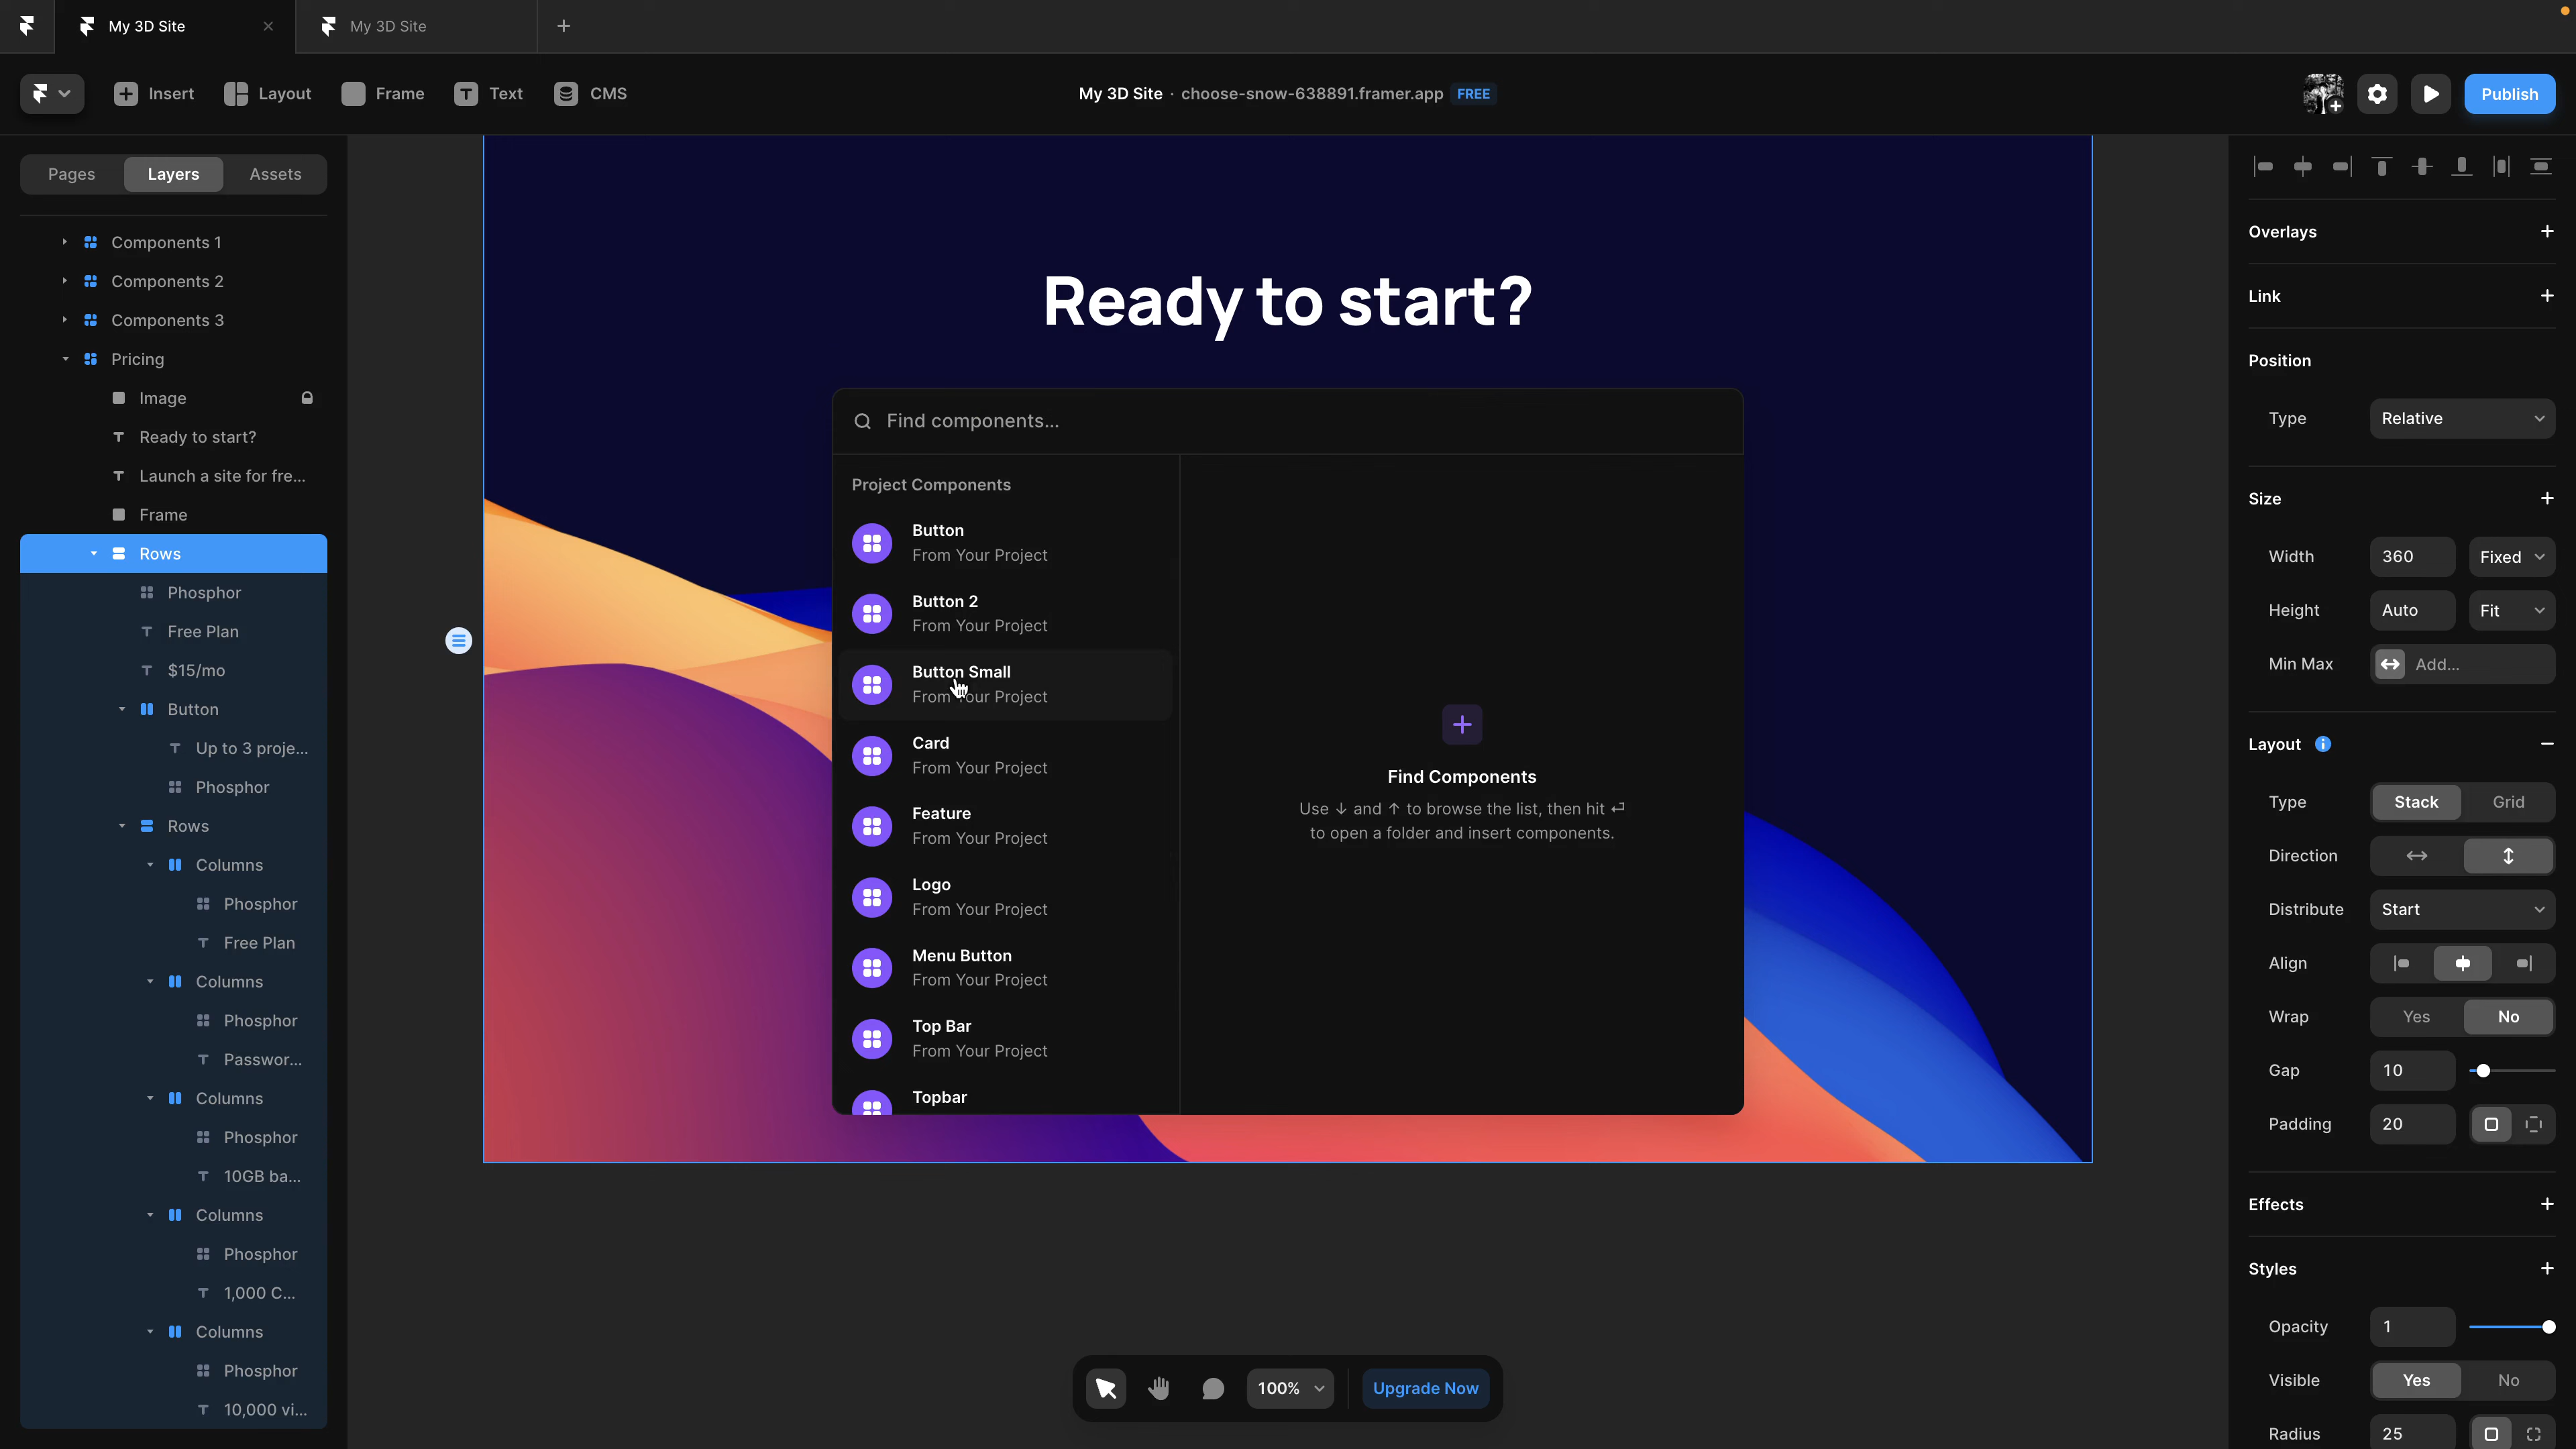 My 3D Site
My 3D Site
Insert
Layout
Frame
Text
CMS
My 3D Site · choose-snow-638891.framer.app FREE
Publish
Pages
Layers
Assets
Components 1
Components 2
Components 3
Pricing
Image
Ready to start?
Launch a site for fre...
Frame
Rows
Phosphor
Free Plan
$15/mo
Button
Up to 3 proje...
Phosphor
Rows
Columns
Phosphor
Free Plan
Columns
Phosphor
Passwor...
Columns
Phosphor
10GB ba...
Columns
Phosphor
1,000 C...
Columns
Phosphor
10,000 vi...
Ready to start?
Find components...
Project Components
Button
From Your Project
Button 2
From Your Project
Button Small
From Your Project
Card
From Your Project
Feature
From Your Project
Logo
From Your Project
Menu Button
From Your Project
Top Bar
From Your Project
Topbar
Find Components
Use ↓ and ↑ to browse the list, then hit ↵
to open a folder and insert components.
100%
Upgrade Now
Overlays
Link
Position
Type Relative
Size
Width 360 Fixed
Height Auto Fit
Min Max Add...
Layout
Type Stack Grid
Direction
Distribute Start
Align
Wrap Yes No
Gap 10
Padding 20
Effects
Styles
Opacity 1
Visible Yes No
Radius 25